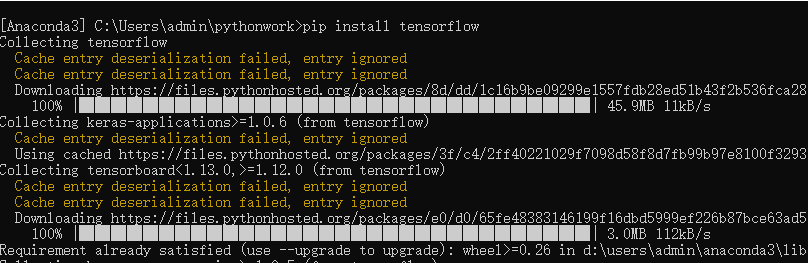 [Anaconda3] C:\Users\admin\pythonwork>pip install tensorflow
Collecting tensorflow
Cache entry deserialization failed, entry ignored
Cache entry deserialization failed, entry ignored
Downloading https://files.pythonhosted.org/packages/8d/dd/1c16b9be09299e1557fdb28ed51b43f2b536fca28
100% 45.9MB 11kB/s
Collecting keras-applications>=1.0.6 (from tensorflow)
Cache entry deserialization failed, entry ignored
Using cached https://files.pythonhosted.org/packages/3f/c4/2ff40221029f7098d58f8d7fb99b97e8100f3293
Collecting tensorboard<1.13.0,>=1.12.0 (from tensorflow)
Cache entry deserialization failed, entry ignored
Cache entry deserialization failed, entry ignored
Downloading https://files.pythonhosted.org/packages/e0/d0/65fe48383146199f16dbd5999ef226b87bce63ad5
100% 3.0MB 112kB/s
Requirement already satisfied (use --upgrade to upgrade): wheel>=0.26 in d:\users\admin\anaconda3\lib